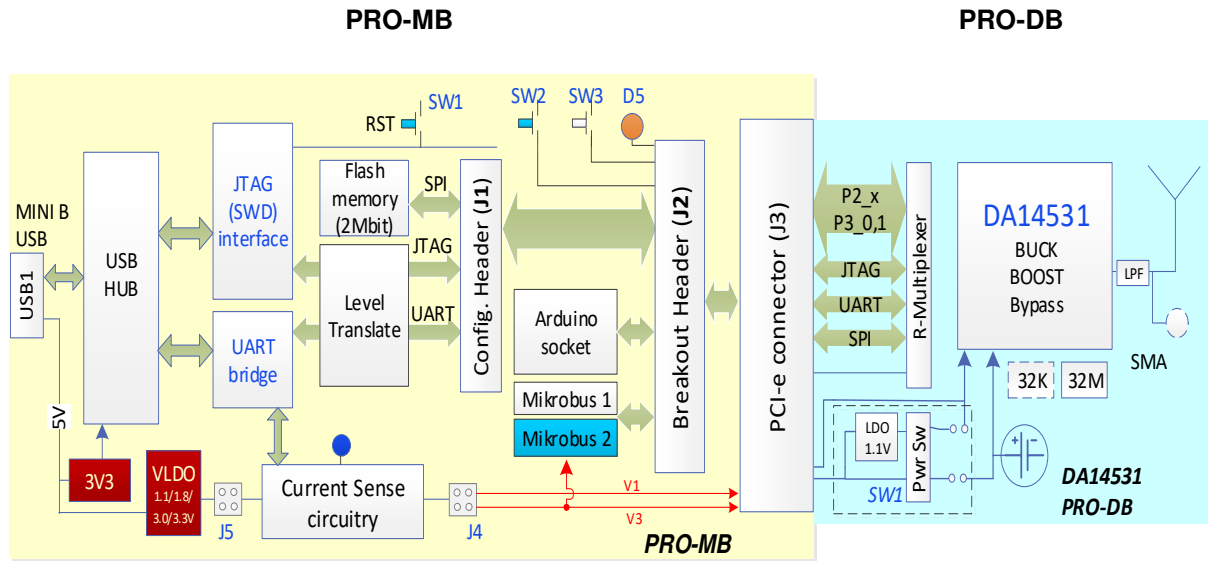 PRO-MB
PRO-DB
SW1
RST
SW2
SW3
D5
MINI B
USB
USB1
USB
HUB
JTAG
(SWD)
interface
Flash
memory
(2Mbit)
SPI
JTAG
UART
Level
Translate
Config. Header (J1)
UART
bridge
Arduino
socket
Mikrobus 1
Mikrobus 2
Breakout Header (J2)
PCI-e connector (J3)
P2_x
P3_0,1
JTAG
UART
SPI
R-Multiplexer
DA14531
BUCK
BOOST
Bypass
LPF
SMA
32K
32M
5V
3V3
VLDO
1.1/1.8/
3.0/3.3V
J5
Current Sense
circuitry
J4
V1
V3
PRO-MB
LDO
1.1V
Pwr Sw
SW1
+
-
DA14531
PRO-DB